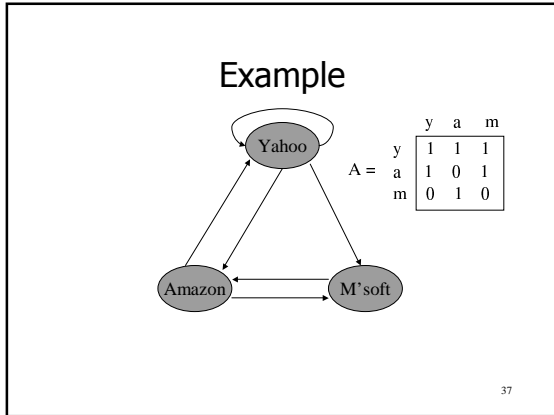 Example
Yahoo
y a m
A =
y 1 1 1
a 1 0 1
m 0 1 0
Amazon
M'soft
37